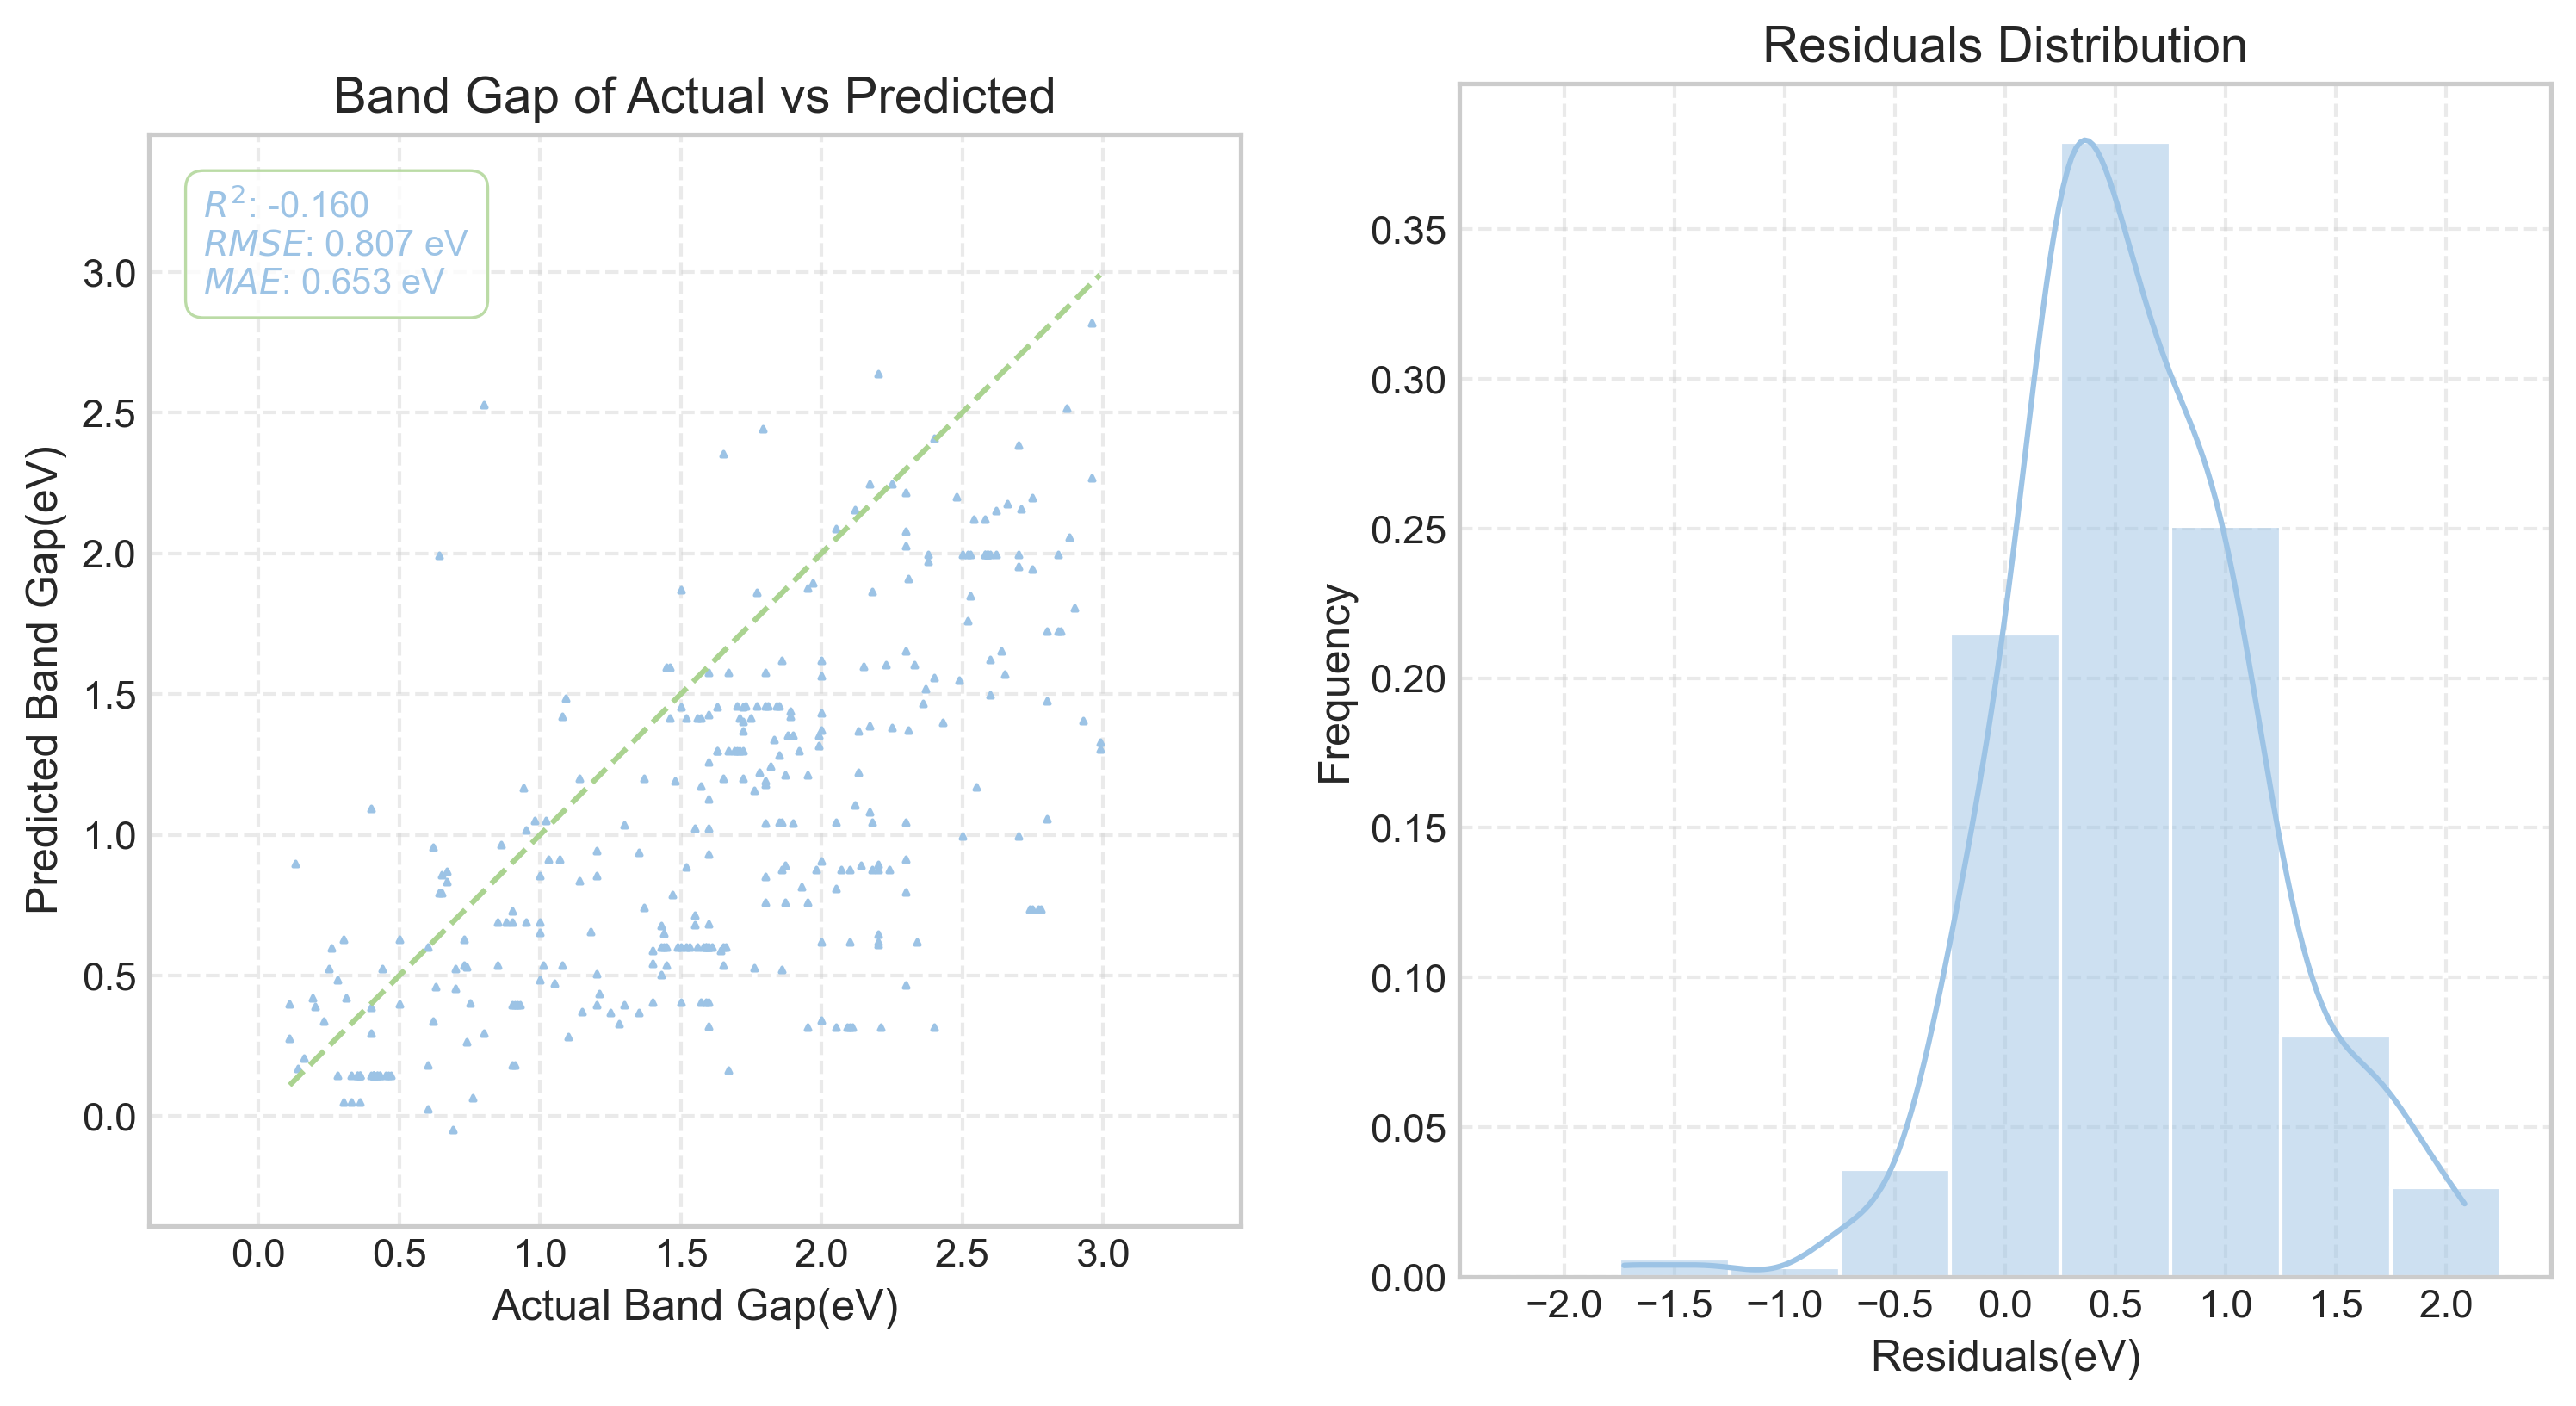 Band Gap of Actual vs Predicted
R²: -0.160
RMSE: 0.807 eV
MAE: 0.653 eV
Predicted Band Gap(eV)
3.0
2.5
2.0
1.5
1.0
0.5
0.0
0.0 0.5 1.0 1.5 2.0 2.5 3.0
Actual Band Gap(eV)
Residuals Distribution
Frequency
0.35
0.30
0.25
0.20
0.15
0.10
0.05
0.00
−2.0 −1.5 −1.0 −0.5 0.0 0.5 1.0 1.5 2.0
Residuals(eV)